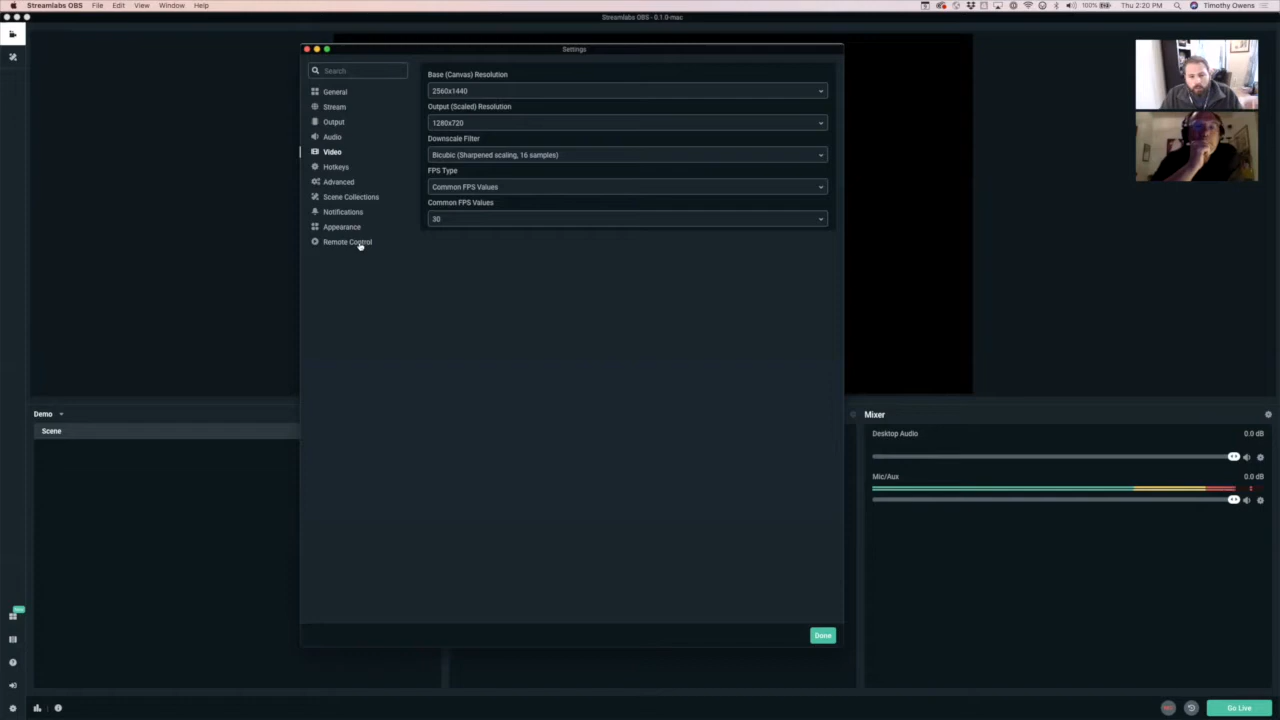 Streamlabs OBS File Edit View Window Help
100% Thu 2:20 PM Timothy Owens
Streamlabs OBS - 0.1.0-mac
Settings
Search
General
Stream
Output
Audio
Video
Hotkeys
Advanced
Scene Collections
Notifications
Appearance
Remote Control
Base (Canvas) Resolution
2560x1440
Output (Scaled) Resolution
1280x720
Downscale Filter
Bicubic (Sharpened scaling, 16 samples)
FPS Type
Common FPS Values
Common FPS Values
30
Done
Demo
Scene
Mixer
Desktop Audio 0.0 dB
Mic/Aux 0.0 dB
REC
Go Live